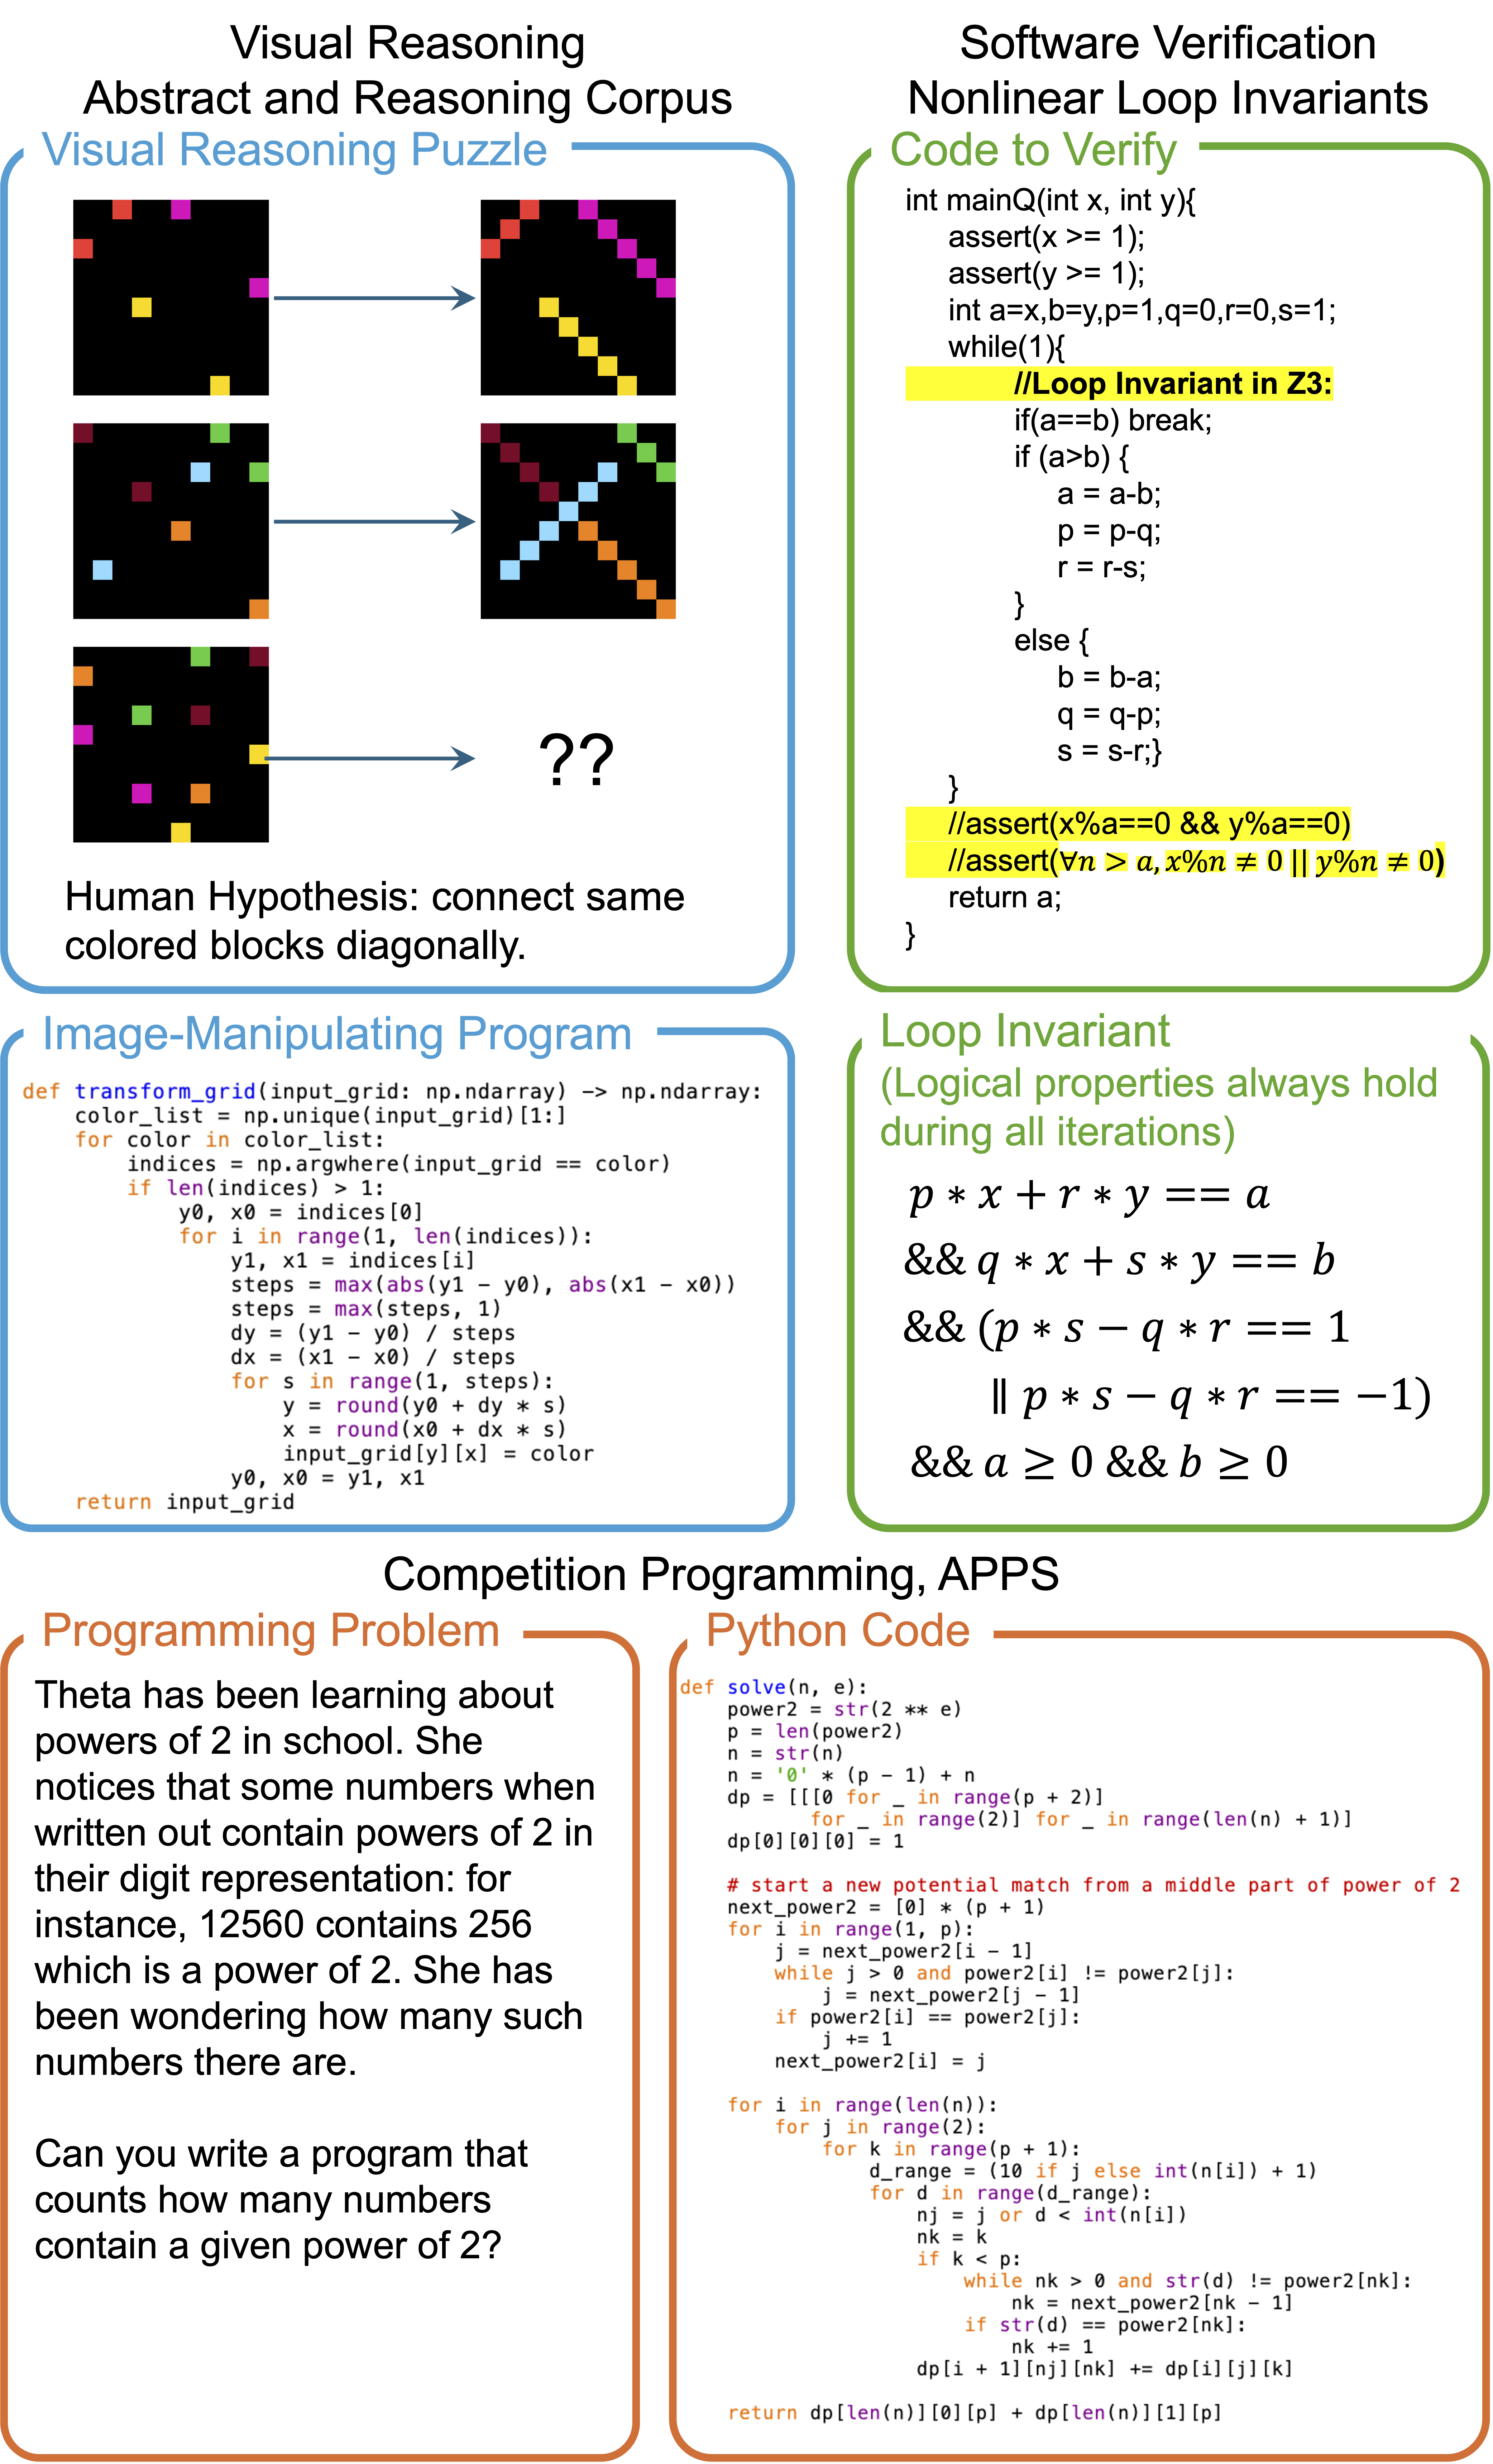 Visual Reasoning
Abstract and Reasoning Corpus
Visual Reasoning Puzzle
??
Human Hypothesis: connect same
colored blocks diagonally.
Image-Manipulating Program
def transform_grid(input_grid: np.ndarray) -> np.ndarray:
    color_list = np.unique(input_grid)[1:]
    for color in color_list:
        indices = np.argwhere(input_grid == color)
        if len(indices) > 1:
            y0, x0 = indices[0]
            for i in range(1, len(indices)):
                y1, x1 = indices[i]
                steps = max(abs(y1 - y0), abs(x1 - x0))
                steps = max(steps, 1)
                dy = (y1 - y0) / steps
                dx = (x1 - x0) / steps
                for s in range(1, steps):
                    y = round(y0 + dy * s)
                    x = round(x0 + dx * s)
                    input_grid[y][x] = color
                y0, x0 = y1, x1
    return input_grid
Software Verification
Nonlinear Loop Invariants
Code to Verify
int mainQ(int x, int y){
    assert(x >= 1);
    assert(y >= 1);
    int a=x,b=y,p=1,q=0,r=0,s=1;
    while(1){
        //Loop Invariant in Z3:
        if(a==b) break;
        if (a>b) {
            a = a-b;
            p = p-q;
            r = r-s;
        }
        else {
            b = b-a;
            q = q-p;
            s = s-r;}
    }
    //assert(x%a==0 && y%a==0)
    //assert(∀n > a, x%n ≠ 0 || y%n ≠ 0)
    return a;
}
Loop Invariant
(Logical properties always hold
during all iterations)
p ∗ x + r ∗ y == a
&& q ∗ x + s ∗ y == b
&& (p ∗ s − q ∗ r == 1
|| p ∗ s − q ∗ r == −1)
&& a ≥ 0 && b ≥ 0
Competition Programming, APPS
Programming Problem
Theta has been learning about
powers of 2 in school. She
notices that some numbers when
written out contain powers of 2 in
their digit representation: for
instance, 12560 contains 256
which is a power of 2. She has
been wondering how many such
numbers there are.
Can you write a program that
counts how many numbers
contain a given power of 2?
Python Code
def solve(n, e):
    power2 = str(2 ** e)
    p = len(power2)
    n = str(n)
    n = '0' * (p - 1) + n
    dp = [[[0 for _ in range(p + 2)]
           for _ in range(2)] for _ in range(len(n) + 1)]
    dp[0][0][0] = 1
    # start a new potential match from a middle part of power of 2
    next_power2 = [0] * (p + 1)
    for i in range(1, p):
        j = next_power2[i - 1]
        while j > 0 and power2[i] != power2[j]:
            j = next_power2[j - 1]
        if power2[i] == power2[j]:
            j += 1
        next_power2[i] = j
    for i in range(len(n)):
        for j in range(2):
            for k in range(p + 1):
                d_range = (10 if j else int(n[i]) + 1)
                for d in range(d_range):
                    nj = j or d < int(n[i])
                    nk = k
                    if k < p:
                        while nk > 0 and str(d) != power2[nk]:
                            nk = next_power2[nk - 1]
                        if str(d) == power2[nk]:
                            nk += 1
                    dp[i + 1][nj][nk] += dp[i][j][k]
    return dp[len(n)][0][p] + dp[len(n)][1][p]